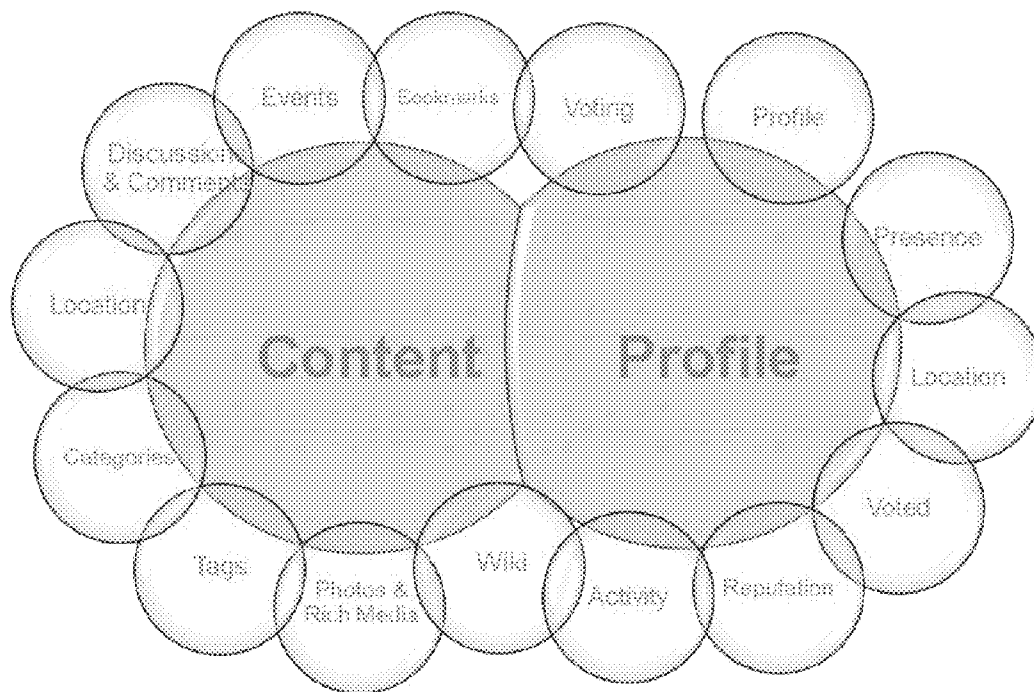 Events
Bookmarks
Voting
Profile
Discussion
& Comments
Presence
Location
Content
Profile
Location
Categories
Voted
Tags
Photos &
Rich Media
Wiki
Activity
Reputation